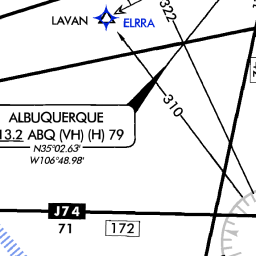 322
LAVAN ELRRA
310
ALBUQUERQUE
13.2 ABQ (VH) (H) 79
N35°02.63'
W106°48.98'
J74
71 172